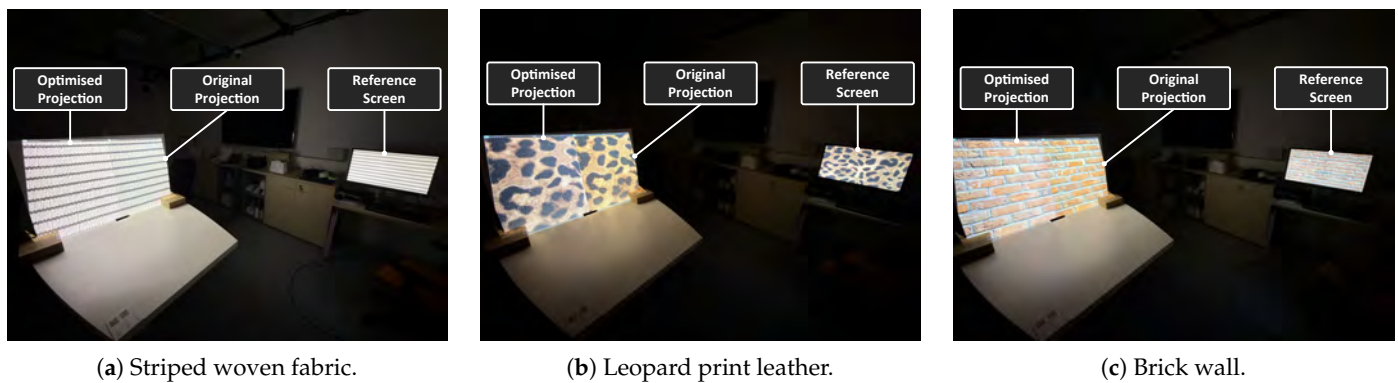 Optimised
Projection
Original
Projection
Reference
Screen
Optimised
Projection
Original
Projection
Reference
Screen
Optimised
Projection
Original
Projection
Reference
Screen
(a) Striped woven fabric.
(b) Leopard print leather.
(c) Brick wall.